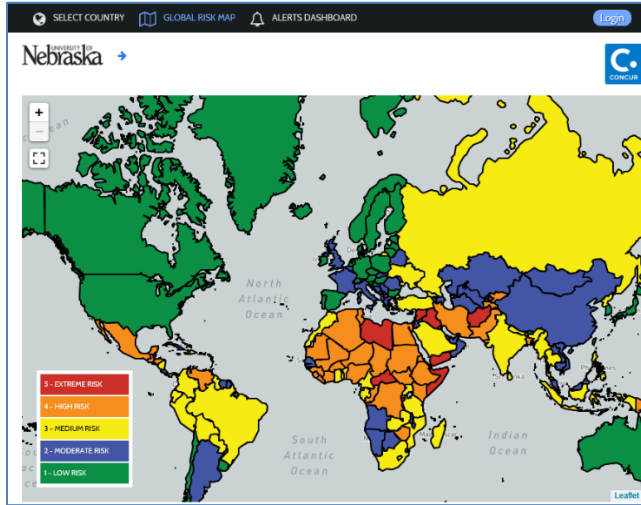 SELECT COUNTRY GLOBAL RISK MAP ALERTS DASHBOARD Login
UNIVERSITY OF
Nebraska
C.
CONCUR
+
−
North
Atlantic
Ocean
5 - EXTREME RISK
4 - HIGH RISK
3 - MEDIUM RISK
2 - MODERATE RISK
1 - LOW RISK
South
Atlantic
Ocean
Indian
Ocean
Leaflet